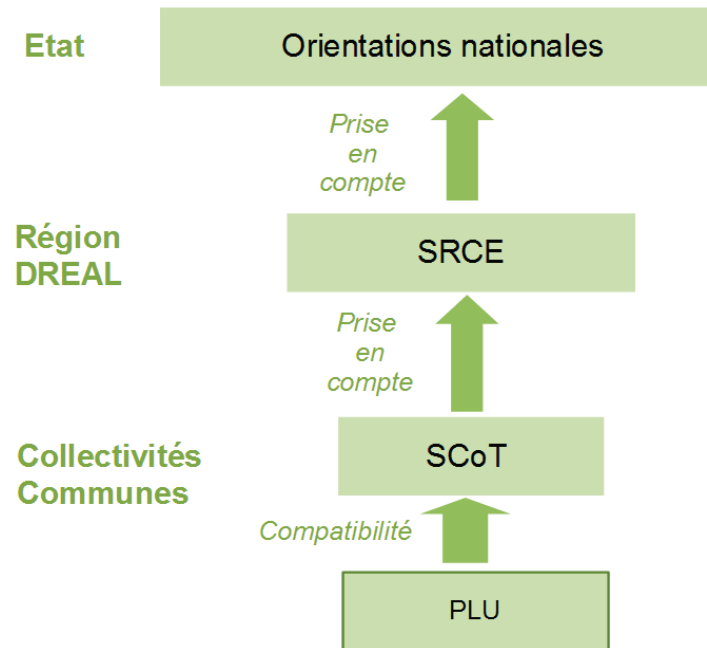 Etat
Orientations nationales
Prise
en
compte
Région
DREAL
SRCE
Prise
en
compte
Collectivités
Communes
SCoT
Compatibilité
PLU